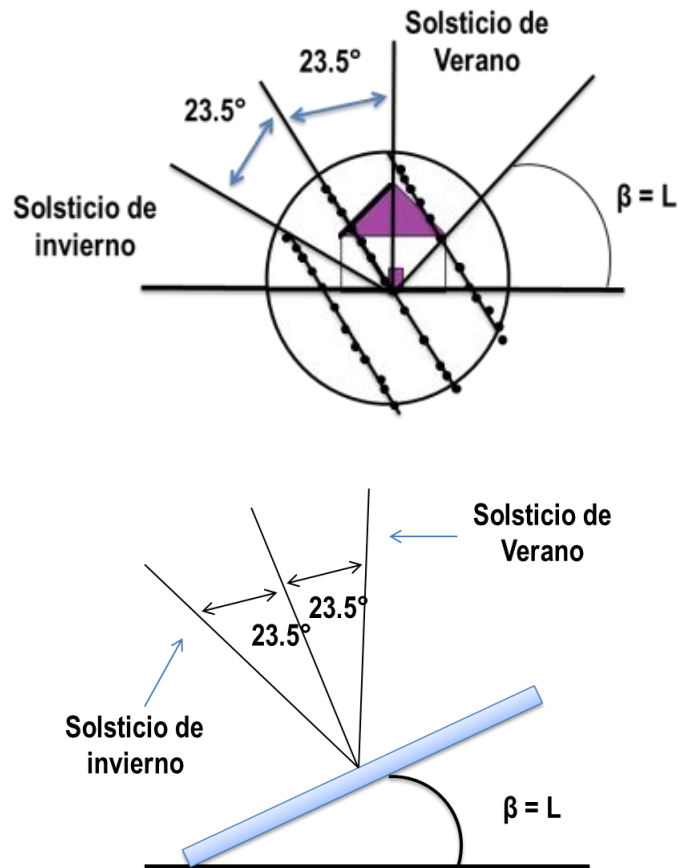 Solsticio de
Verano
23.5°
23.5°
β = L
Solsticio de
invierno
Solsticio de
Verano
23.5°
23.5°
Solsticio de
invierno
β = L